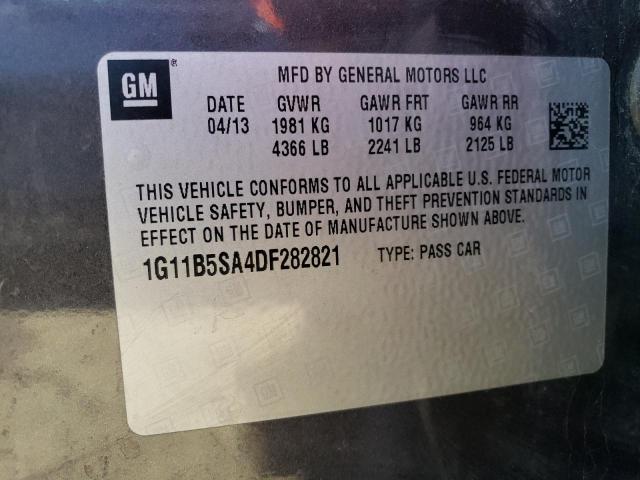 GM®
MFD BY GENERAL MOTORS LLC
DATE GVWR GAWR FRT GAWR RR
04/13 1981 KG 1017 KG 964 KG
4366 LB 2241 LB 2125 LB
THIS VEHICLE CONFORMS TO ALL APPLICABLE U.S. FEDERAL MOTOR
VEHICLE SAFETY, BUMPER, AND THEFT PREVENTION STANDARDS IN
EFFECT ON THE DATE OF MANUFACTURE SHOWN ABOVE.
1G11B5SA4DF282821 TYPE: PASS CAR